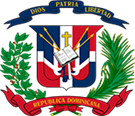 DIOS PATRIA LIBERTAD
REPUBLICA DOMINICANA